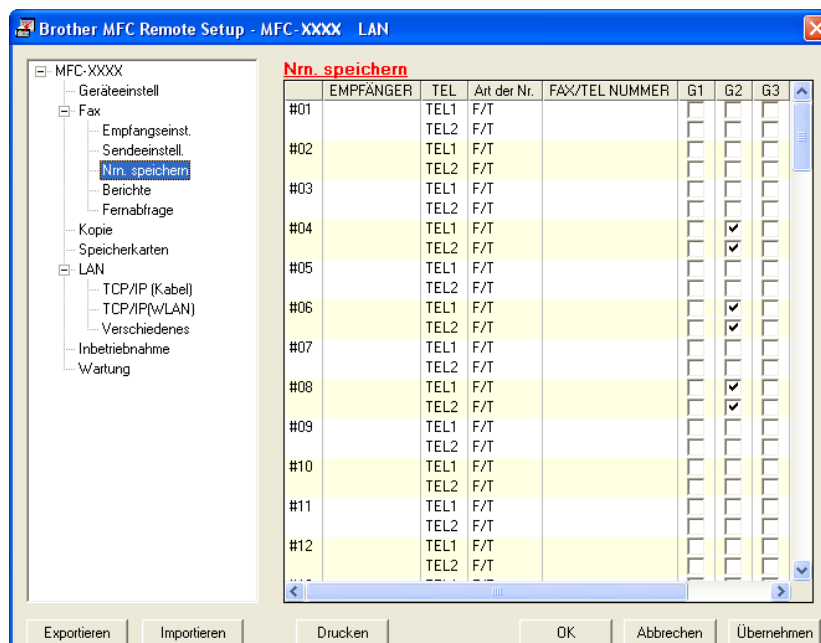 Brother MFC Remote Setup - MFC-XXXX LAN
MFC-XXXX
Geräteeinstell
Fax
Empfangseinst.
Sendeeinstell.
Nrn. speichern
Berichte
Fernabfrage
Kopie
Speicherkarten
LAN
TCP/IP (Kabel)
TCP/IP(WLAN)
Verschiedenes
Inbetriebnahme
Wartung
Nrn. speichern
EMPFÄNGER TEL Art der Nr. FAX/TEL NUMMER G1 G2 G3
#01 TEL1 F/T
TEL2 F/T
#02 TEL1 F/T
TEL2 F/T
#03 TEL1 F/T
TEL2 F/T
#04 TEL1 F/T
TEL2 F/T
#05 TEL1 F/T
TEL2 F/T
#06 TEL1 F/T
TEL2 F/T
#07 TEL1 F/T
TEL2 F/T
#08 TEL1 F/T
TEL2 F/T
#09 TEL1 F/T
TEL2 F/T
#10 TEL1 F/T
TEL2 F/T
#11 TEL1 F/T
TEL2 F/T
#12 TEL1 F/T
TEL2 F/T
Exportieren Importieren Drucken OK Abbrechen Übernehmen